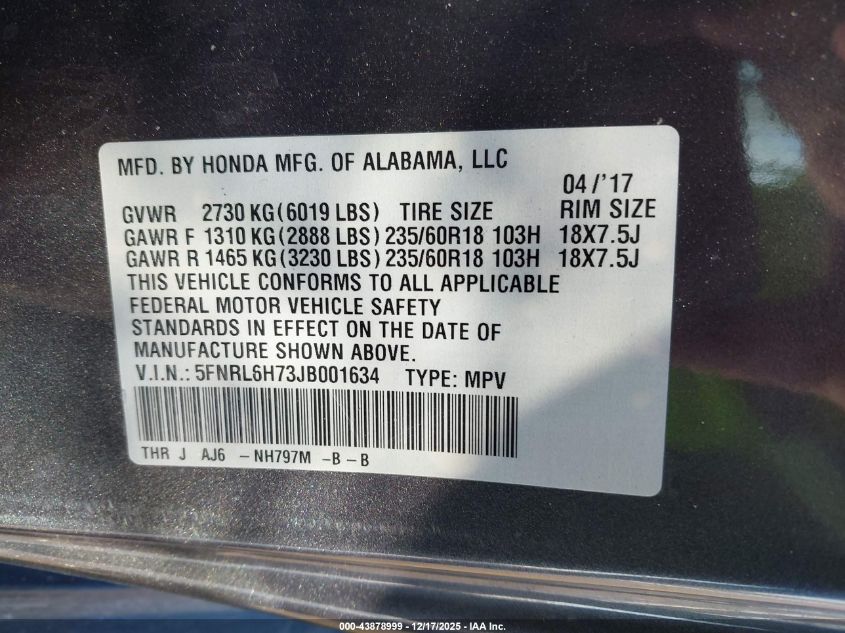 MFD. BY HONDA MFG. OF ALABAMA, LLC
04/'17
GVWR 2730 KG(6019 LBS) TIRE SIZE RIM SIZE
GAWR F 1310 KG(2888 LBS) 235/60R18 103H 18X7.5J
GAWR R 1465 KG(3230 LBS) 235/60R18 103H 18X7.5J
THIS VEHICLE CONFORMS TO ALL APPLICABLE
FEDERAL MOTOR VEHICLE SAFETY
STANDARDS IN EFFECT ON THE DATE OF
MANUFACTURE SHOWN ABOVE.
V.I.N.: 5FNRL6H73JB001634 TYPE: MPV
THR J AJ6 -NH797M -B-B
000-43878999 - 12/17/2025 - IAA Inc.